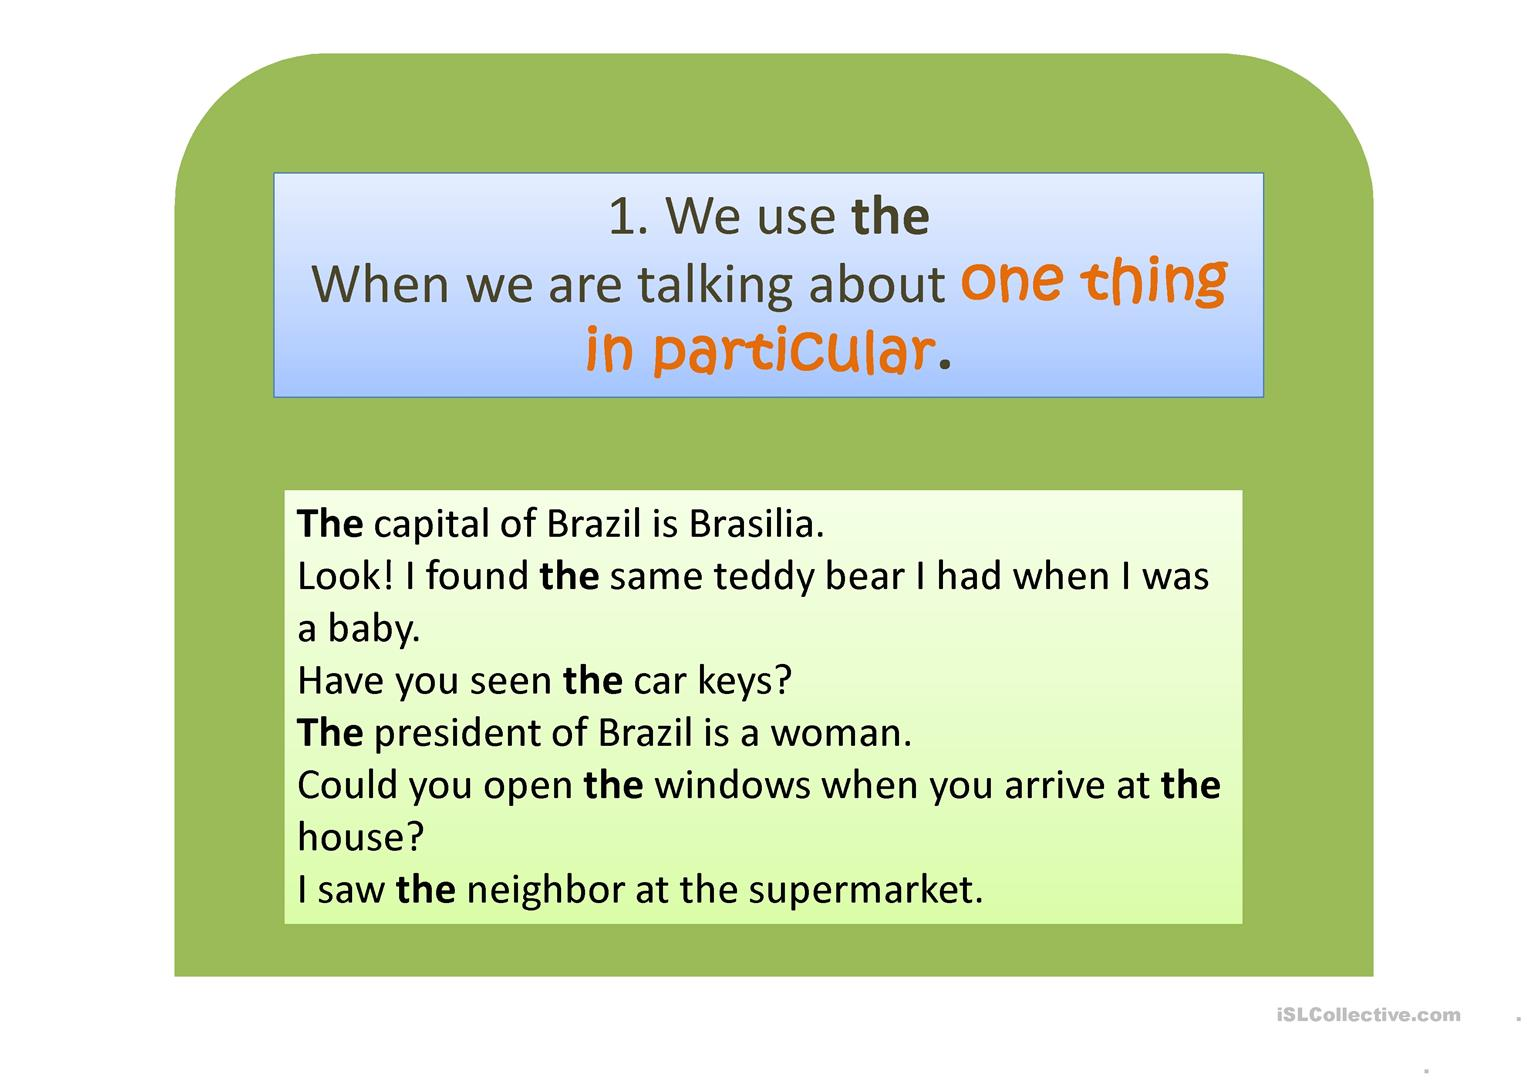 1. We use the
When we are talking about one thing
in particular.
The capital of Brazil is Brasilia.
Look! I found the same teddy bear I had when I was
a baby.
Have you seen the car keys?
The president of Brazil is a woman.
Could you open the windows when you arrive at the
house?
I saw the neighbor at the supermarket.
iSLCollective.com